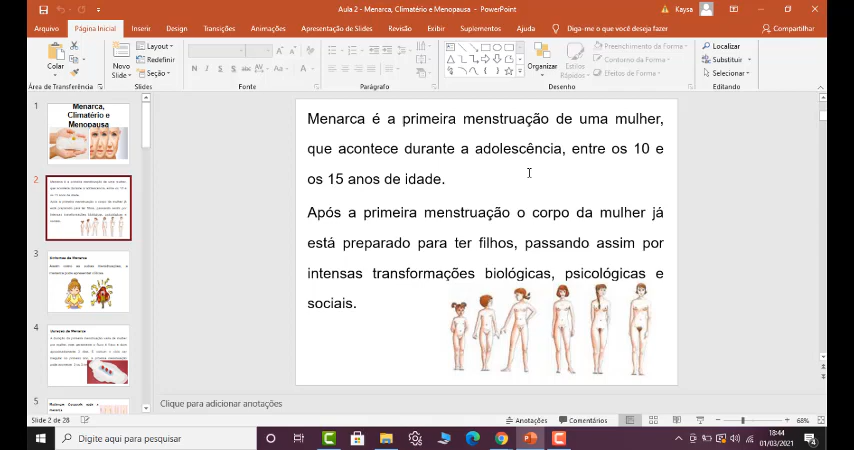 Aula 2 - Menarca, Climatério e Menopausa - PowerPoint
Kaysa
Arquivo
Página Inicial
Inserir
Design
Transições
Animações
Apresentação de Slides
Revisão
Exibir
Suplementos
Ajuda
Diga-me o que você deseja fazer
Compartilhar
Colar
Novo
Slide
Layout
Redefinir
Seção
Organizar
Estilos
Rápidos
Preenchimento da Forma
Contorno da Forma
Efeitos de Forma
Localizar
Substituir
Selecionar
Área de Transferência
Slides
Fonte
Parágrafo
Desenho
Editando
1
Menarca,
Climatério e
Menopausa
2
3
4
5
Menarca é a primeira menstruação de uma mulher,
que acontece durante a adolescência, entre os 10 e
os 15 anos de idade.
Após a primeira menstruação o corpo da mulher já
está preparado para ter filhos, passando assim por
intensas transformações biológicas, psicológicas e
sociais.
Clique para adicionar anotações
Slide 2 de 28
Anotações
Comentários
68%
Digite aqui para pesquisar
18:44
01/03/2021
4